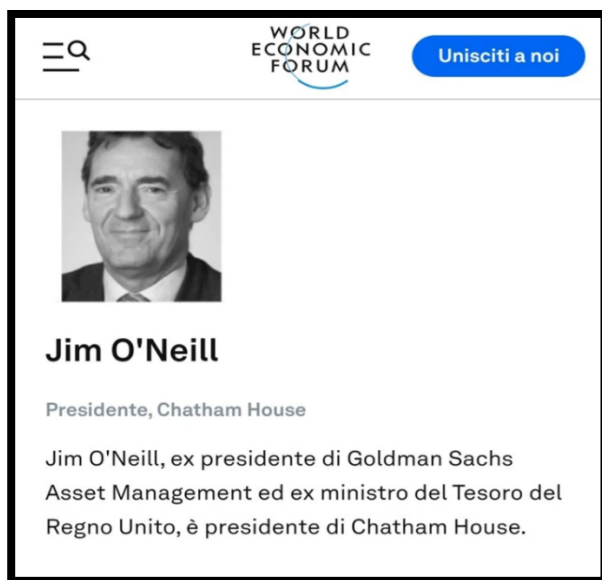 WORLD
ECONOMIC
FORUM
Unisciti a noi
Jim O'Neill
Presidente, Chatham House
Jim O'Neill, ex presidente di Goldman Sachs
Asset Management ed ex ministro del Tesoro del
Regno Unito, è presidente di Chatham House.